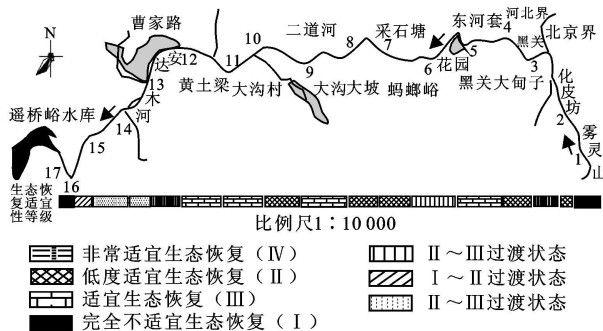 N
曹家路
二道河
采石塘
东河套
河北界
北京界
黑关
达安
木河
黄土梁
大沟村
大沟大坡
蚂螂峪
花园
黑关大甸子
化皮坊
雾灵山
遥桥峪水库
1
2
3
4
5
6
7
8
9
10
11
12
13
14
15
16
17
生态恢
复适宜
性等级
比例尺1:10 000
非常适宜生态恢复(Ⅳ)
低度适宜生态恢复(Ⅱ)
适宜生态恢复(Ⅲ)
完全不适宜生态恢复(Ⅰ)
Ⅱ~Ⅲ过渡状态
Ⅰ~Ⅱ过渡状态
Ⅱ~Ⅲ过渡状态